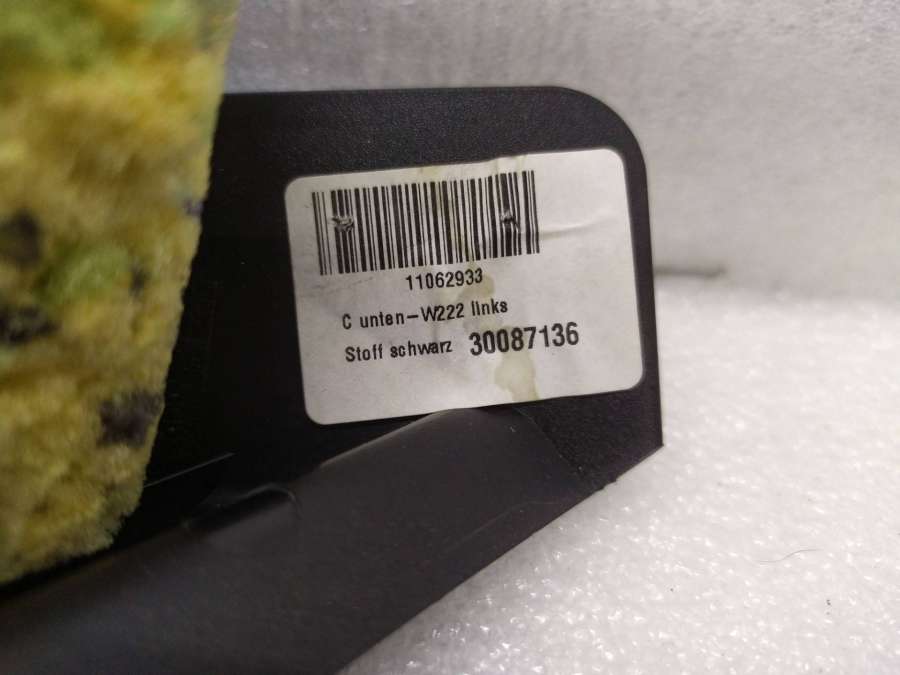 11062933
C unten-W222 links
Stoff schwarz 30087136